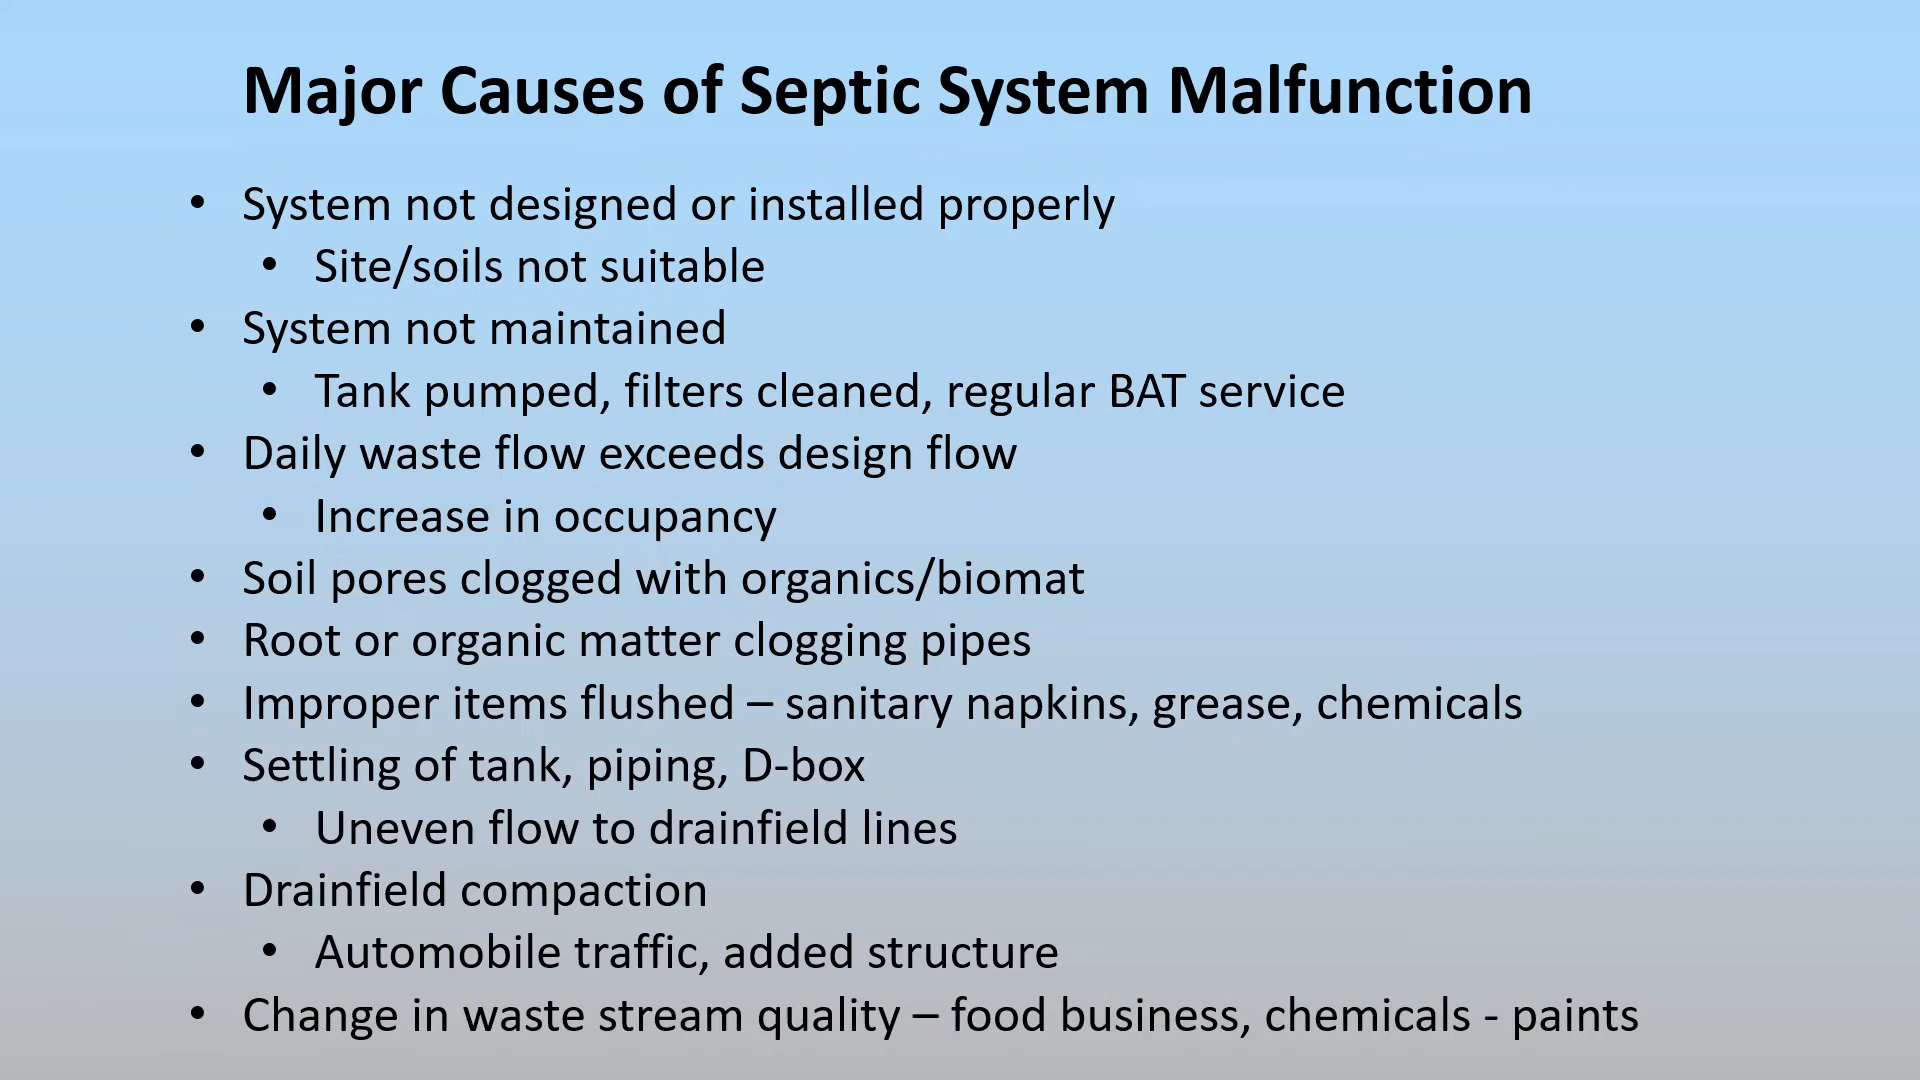 Major Causes of Septic System Malfunction
• System not designed or installed properly
• Site/soils not suitable
• System not maintained
• Tank pumped, filters cleaned, regular BAT service
• Daily waste flow exceeds design flow
• Increase in occupancy
• Soil pores clogged with organics/biomat
• Root or organic matter clogging pipes
• Improper items flushed – sanitary napkins, grease, chemicals
• Settling of tank, piping, D-box
• Uneven flow to drainfield lines
• Drainfield compaction
• Automobile traffic, added structure
• Change in waste stream quality – food business, chemicals - paints